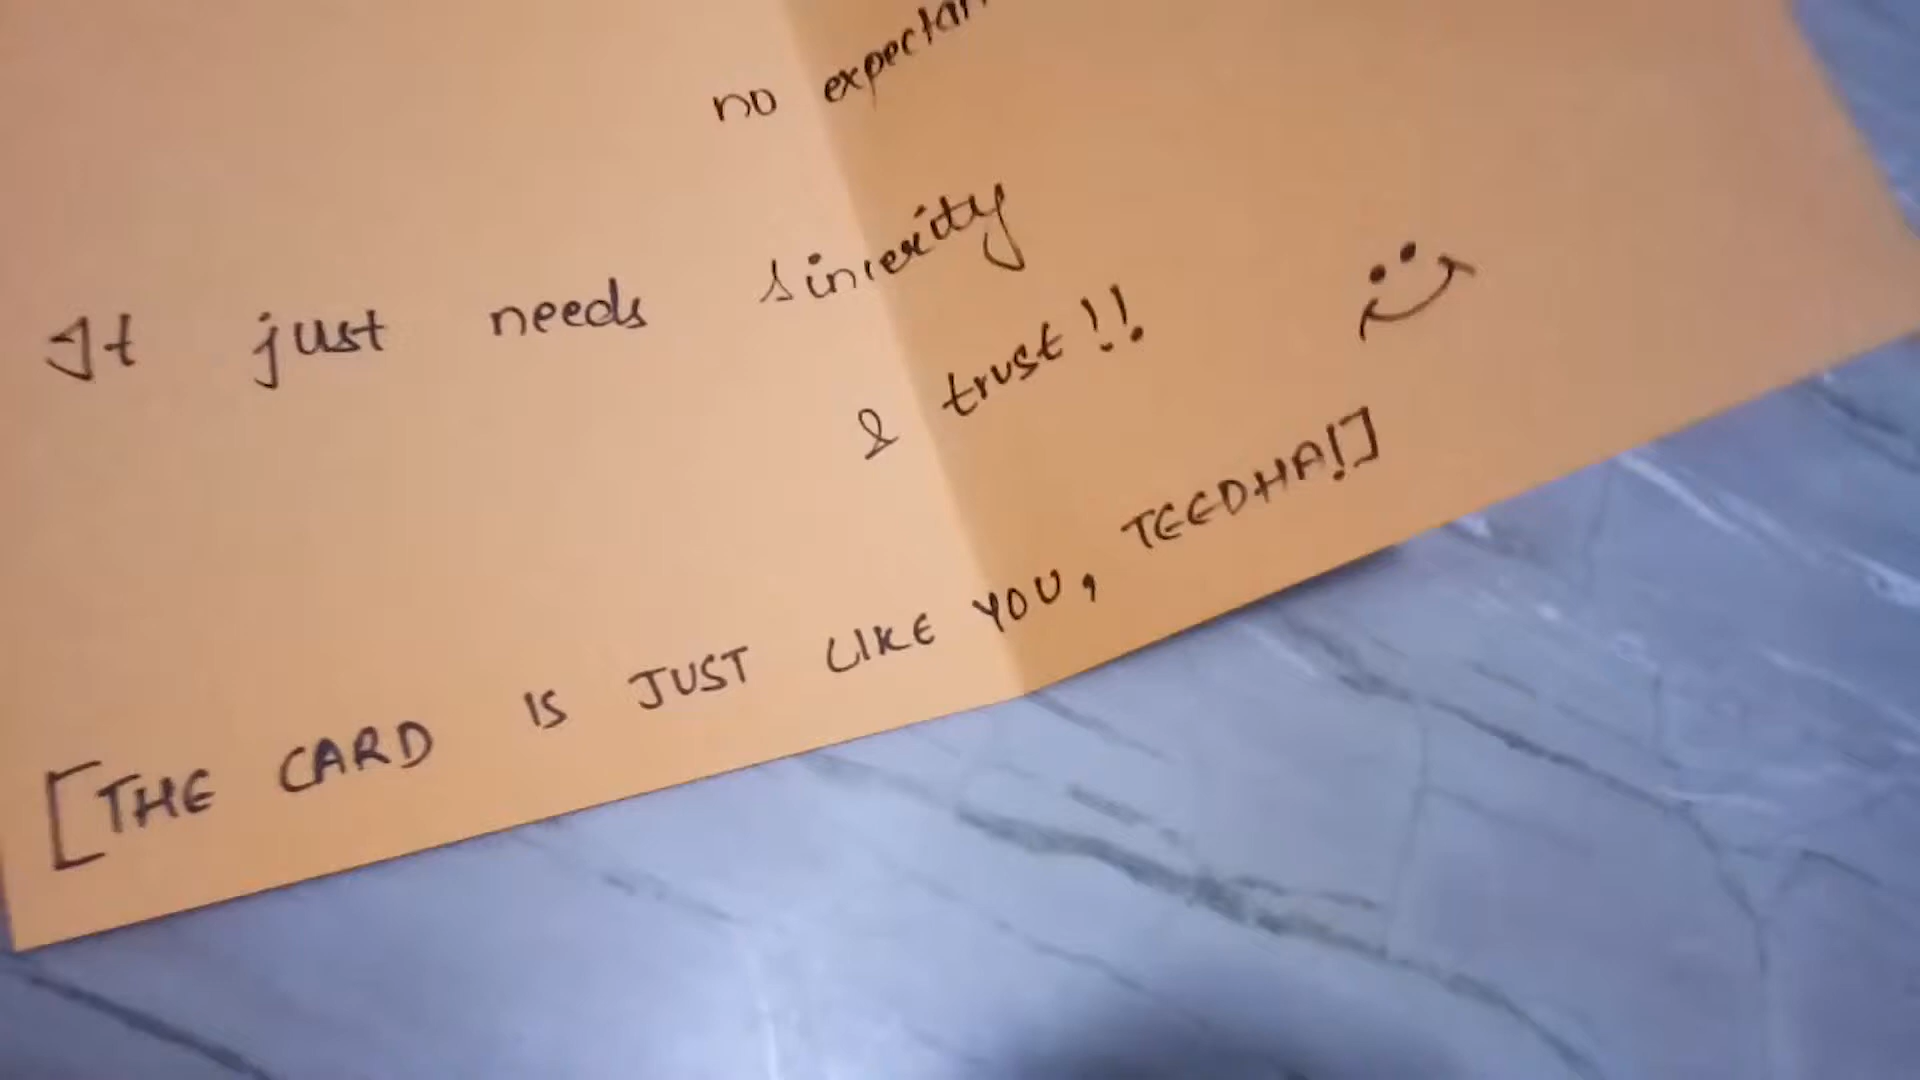 no
It just needs sincerity
& trust!!
[THE CARD IS JUST LIKE YOU, TEEDHA!]